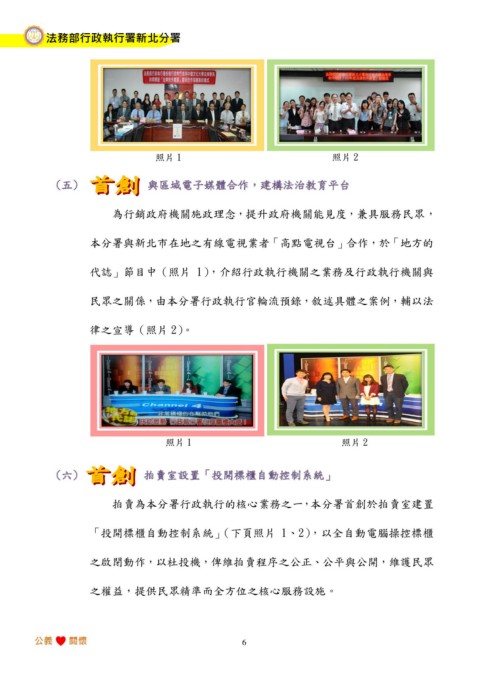 法務部行政執行署新北分署
照片 1
照片 2
（五） 首創 與區域電子媒體合作，建構法治教育平台
為行銷政府機關施政理念，提升政府機關能見度，兼具服務民眾，
本分署與新北市在地之有線電視業者「高點電視台」合作，於「地方的
代誌」節目中（照片 1），介紹行政執行機關之業務及行政執行機關與
民眾之關係，由本分署行政執行官輪流預錄，敘述具體之案例，輔以法
律之宣導（照片 2）。
Channel 4
照片 1
照片 2
（六） 首創 拍賣室設置「投開標櫃自動控制系統」
拍賣為本分署行政執行的核心業務之一，本分署首創於拍賣室建置
「投開標櫃自動控制系統」（下頁照片 1、2），以全自動電腦操控標櫃
之啟閉動作，以杜投機，俾維拍賣程序之公正、公平與公開，維護民眾
之權益，提供民眾精準而全方位之核心服務設施。
公義 關懷
6